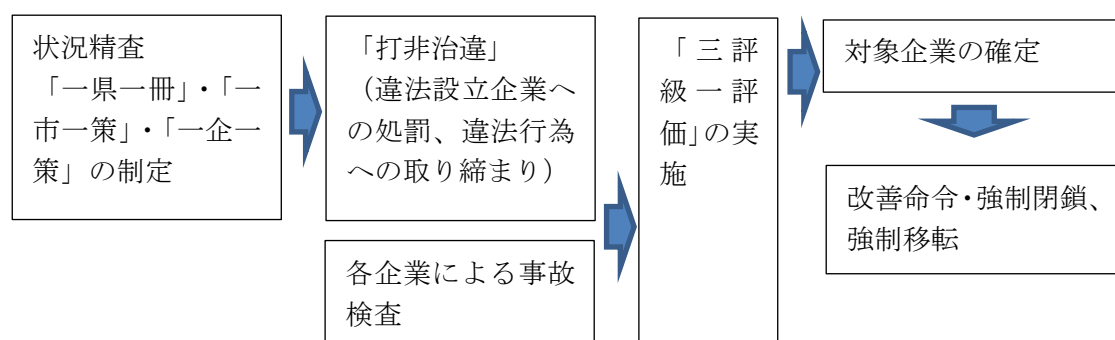 状況精査
「一県一冊」・「一
市一策」・「一企一
策」の制定
「打非治違」
（違法設立企業へ
の処罰、違法行為
への取り締まり）
各企業による事故
検査
「三評
級一評
価」の実
施
対象企業の確定
改善命令・強制閉鎖、
強制移転